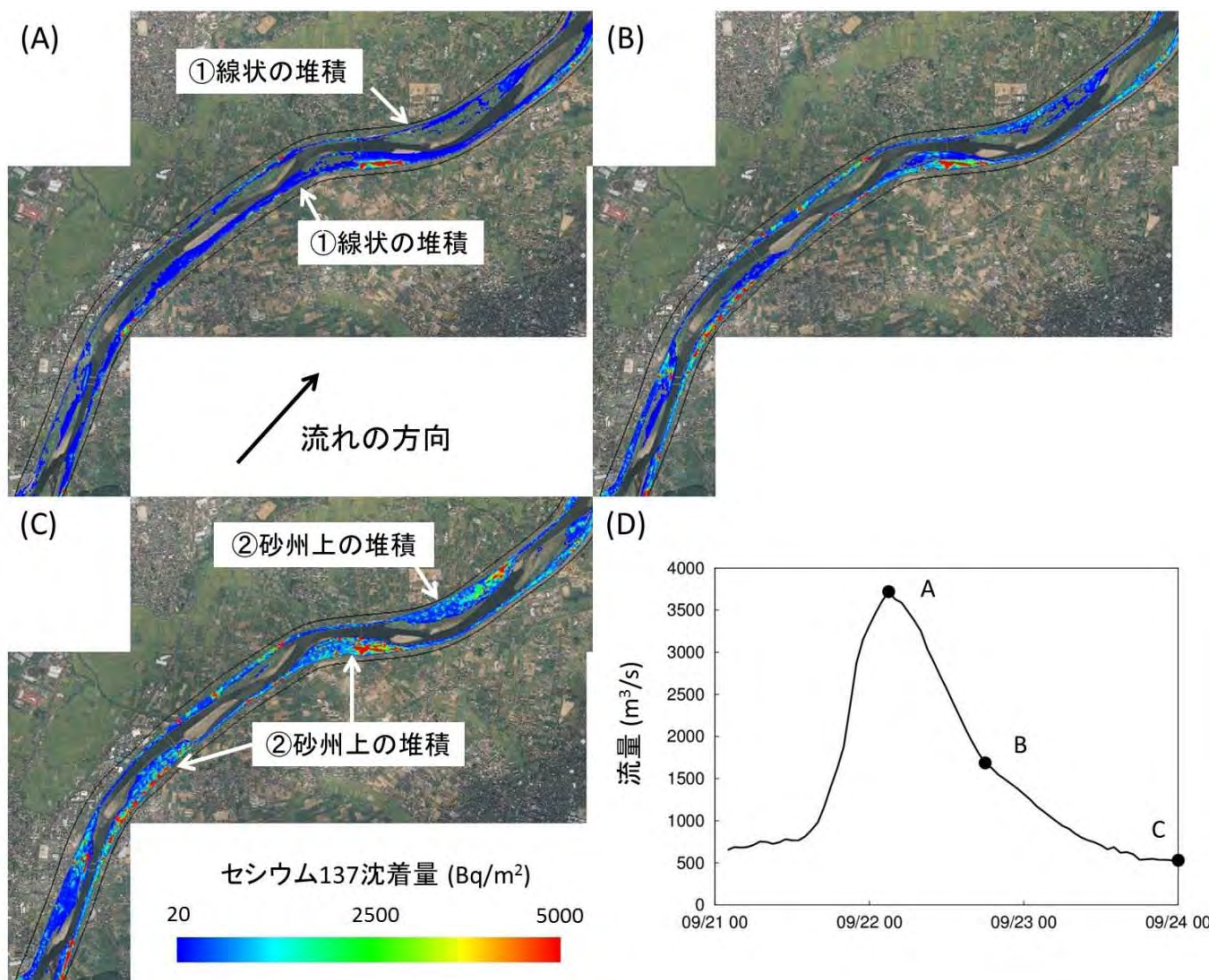 (A)
①線状の堆積
①線状の堆積
流れの方向
(B)
(C)
②砂州上の堆積
②砂州上の堆積
セシウム137沈着量 (Bq/m²)
20
2500
5000
(D)
4000
3500
3000
2500
2000
1500
1000
500
0
流量 (m³/s)
A
B
C
09/21 00
09/22 00
09/23 00
09/24 00